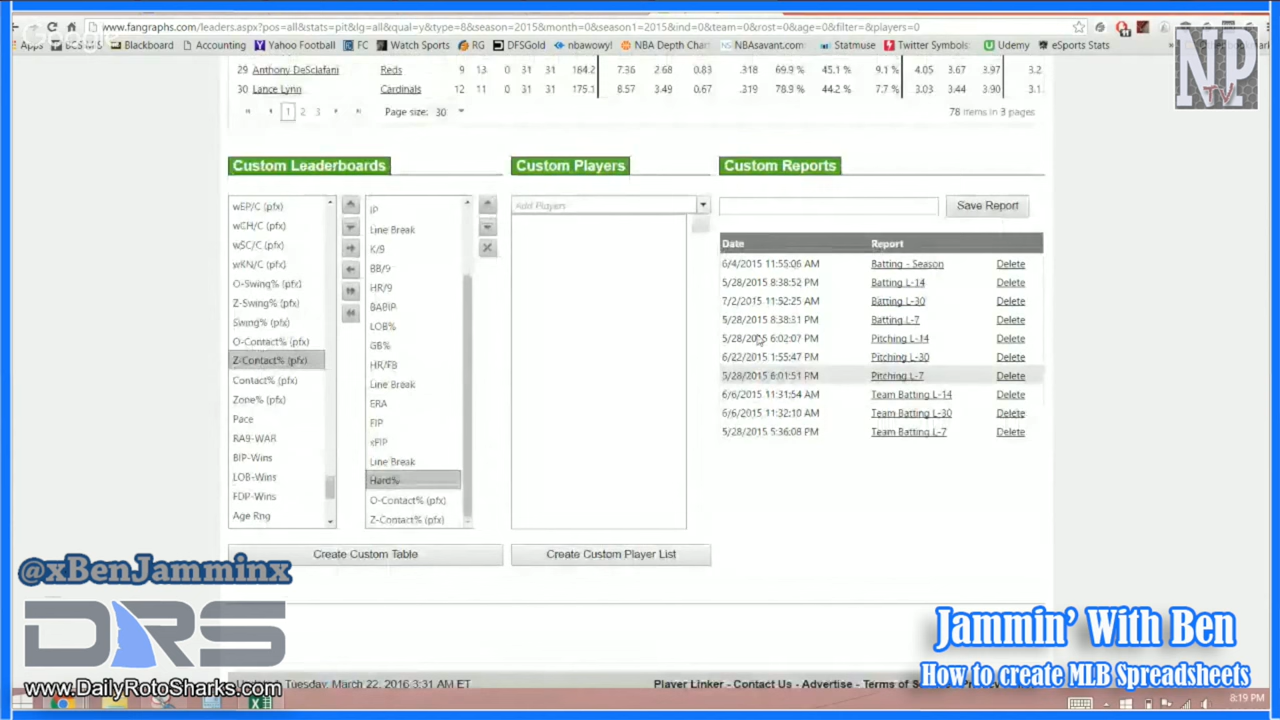 www.fangraphs.com/leaders.aspx?pos=all&stats=pit&lg=all&qual=y&type=8&season=2015&month=0&season1=2015&ind=0&team=0&rost=0&age=0&filter=&players=0
Apps BCS MIS Blackboard Accounting Yahoo Football FC Watch Sports RG DFSGold nbawowy! NBA Depth Char NBAsavant.com Statmuse Twitter Symbols Udemy eSports Stats
NP TV
29 Anthony DeSclafani Reds 9 13 0 31 31 184.2 7.36 2.68 0.83 .318 69.9 % 45.1 % 9.1 % 4.05 3.67 3.97 3.2
30 Lance Lynn Cardinals 12 11 0 31 31 175.1 8.57 3.49 0.67 .319 78.9 % 44.2 % 7.7 % 3.03 3.44 3.90 3.1
1 2 3 Page size: 30 78 items in 3 pages
Custom Leaderboards
wEP/C (pfx)
wCH/C (pfx)
wSC/C (pfx)
wKN/C (pfx)
O-Swing% (pfx)
Z-Swing% (pfx)
Swing% (pfx)
O-Contact% (pfx)
Z-Contact% (pfx)
Contact% (pfx)
Zone% (pfx)
Pace
RA9-WAR
BIP-Wins
LOB-Wins
FDP-Wins
Age Rng
IP
Line Break
K/9
BB/9
HR/9
BABIP
LOB%
GB%
HR/FB
Line Break
ERA
FIP
xFIP
Line Break
Hard%
O-Contact% (pfx)
Z-Contact% (pfx)
Create Custom Table
Custom Players
Add Players
Create Custom Player List
Custom Reports
Save Report
Date Report
6/4/2015 11:55:06 AM Batting - Season Delete
5/28/2015 8:38:52 PM Batting L-14 Delete
7/2/2015 11:52:25 AM Batting L-30 Delete
5/28/2015 8:38:31 PM Batting L-7 Delete
5/28/2015 6:02:07 PM Pitching L-14 Delete
6/22/2015 1:55:47 PM Pitching L-30 Delete
5/28/2015 6:01:51 PM Pitching L-7 Delete
6/6/2015 11:31:54 AM Team Batting L-14 Delete
6/6/2015 11:32:10 AM Team Batting L-30 Delete
5/28/2015 5:36:08 PM Team Batting L-7 Delete
@xBenJamminx
DRS
www.DailyRotoSharks.com
Jammin' With Ben
How to create MLB Spreadsheets
Tuesday, March 22, 2016 3:31 AM ET
Player Linker - Contact Us - Advertise - Terms of
8:19 PM